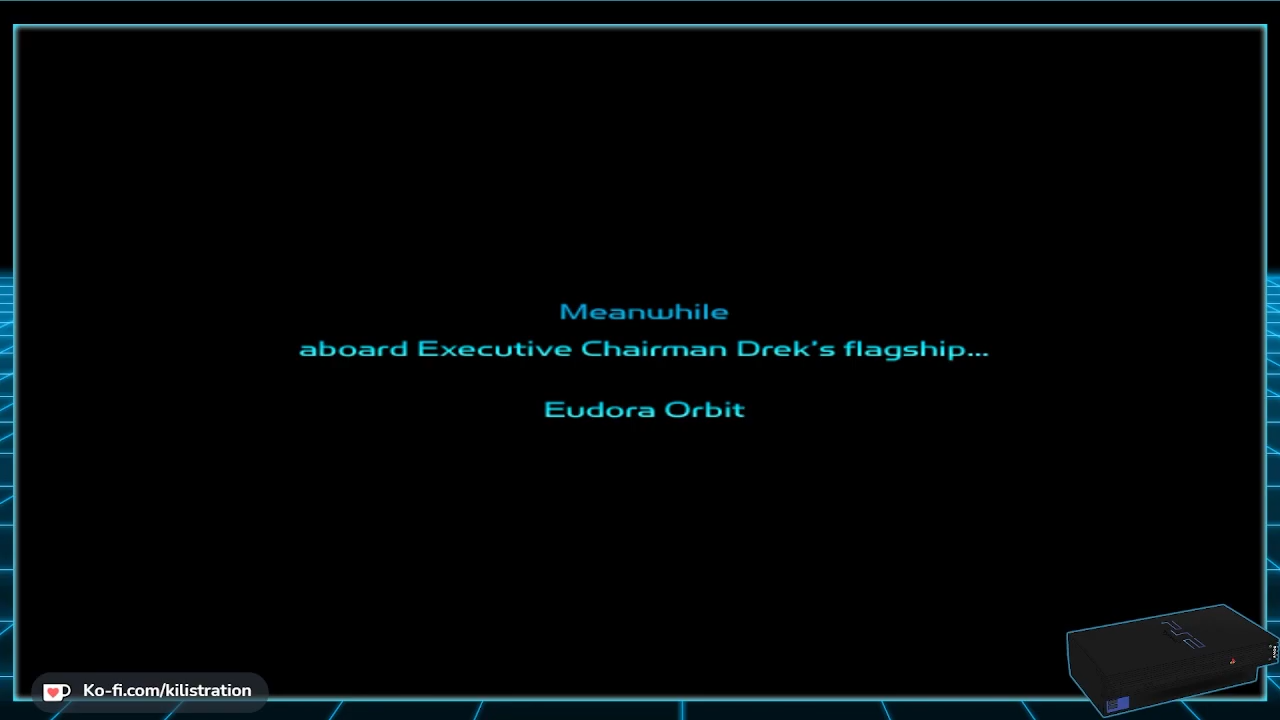 Meanwhile
aboard Executive Chairman Drek's flagship...
Eudora Orbit
Ko-fi.com/kilistration